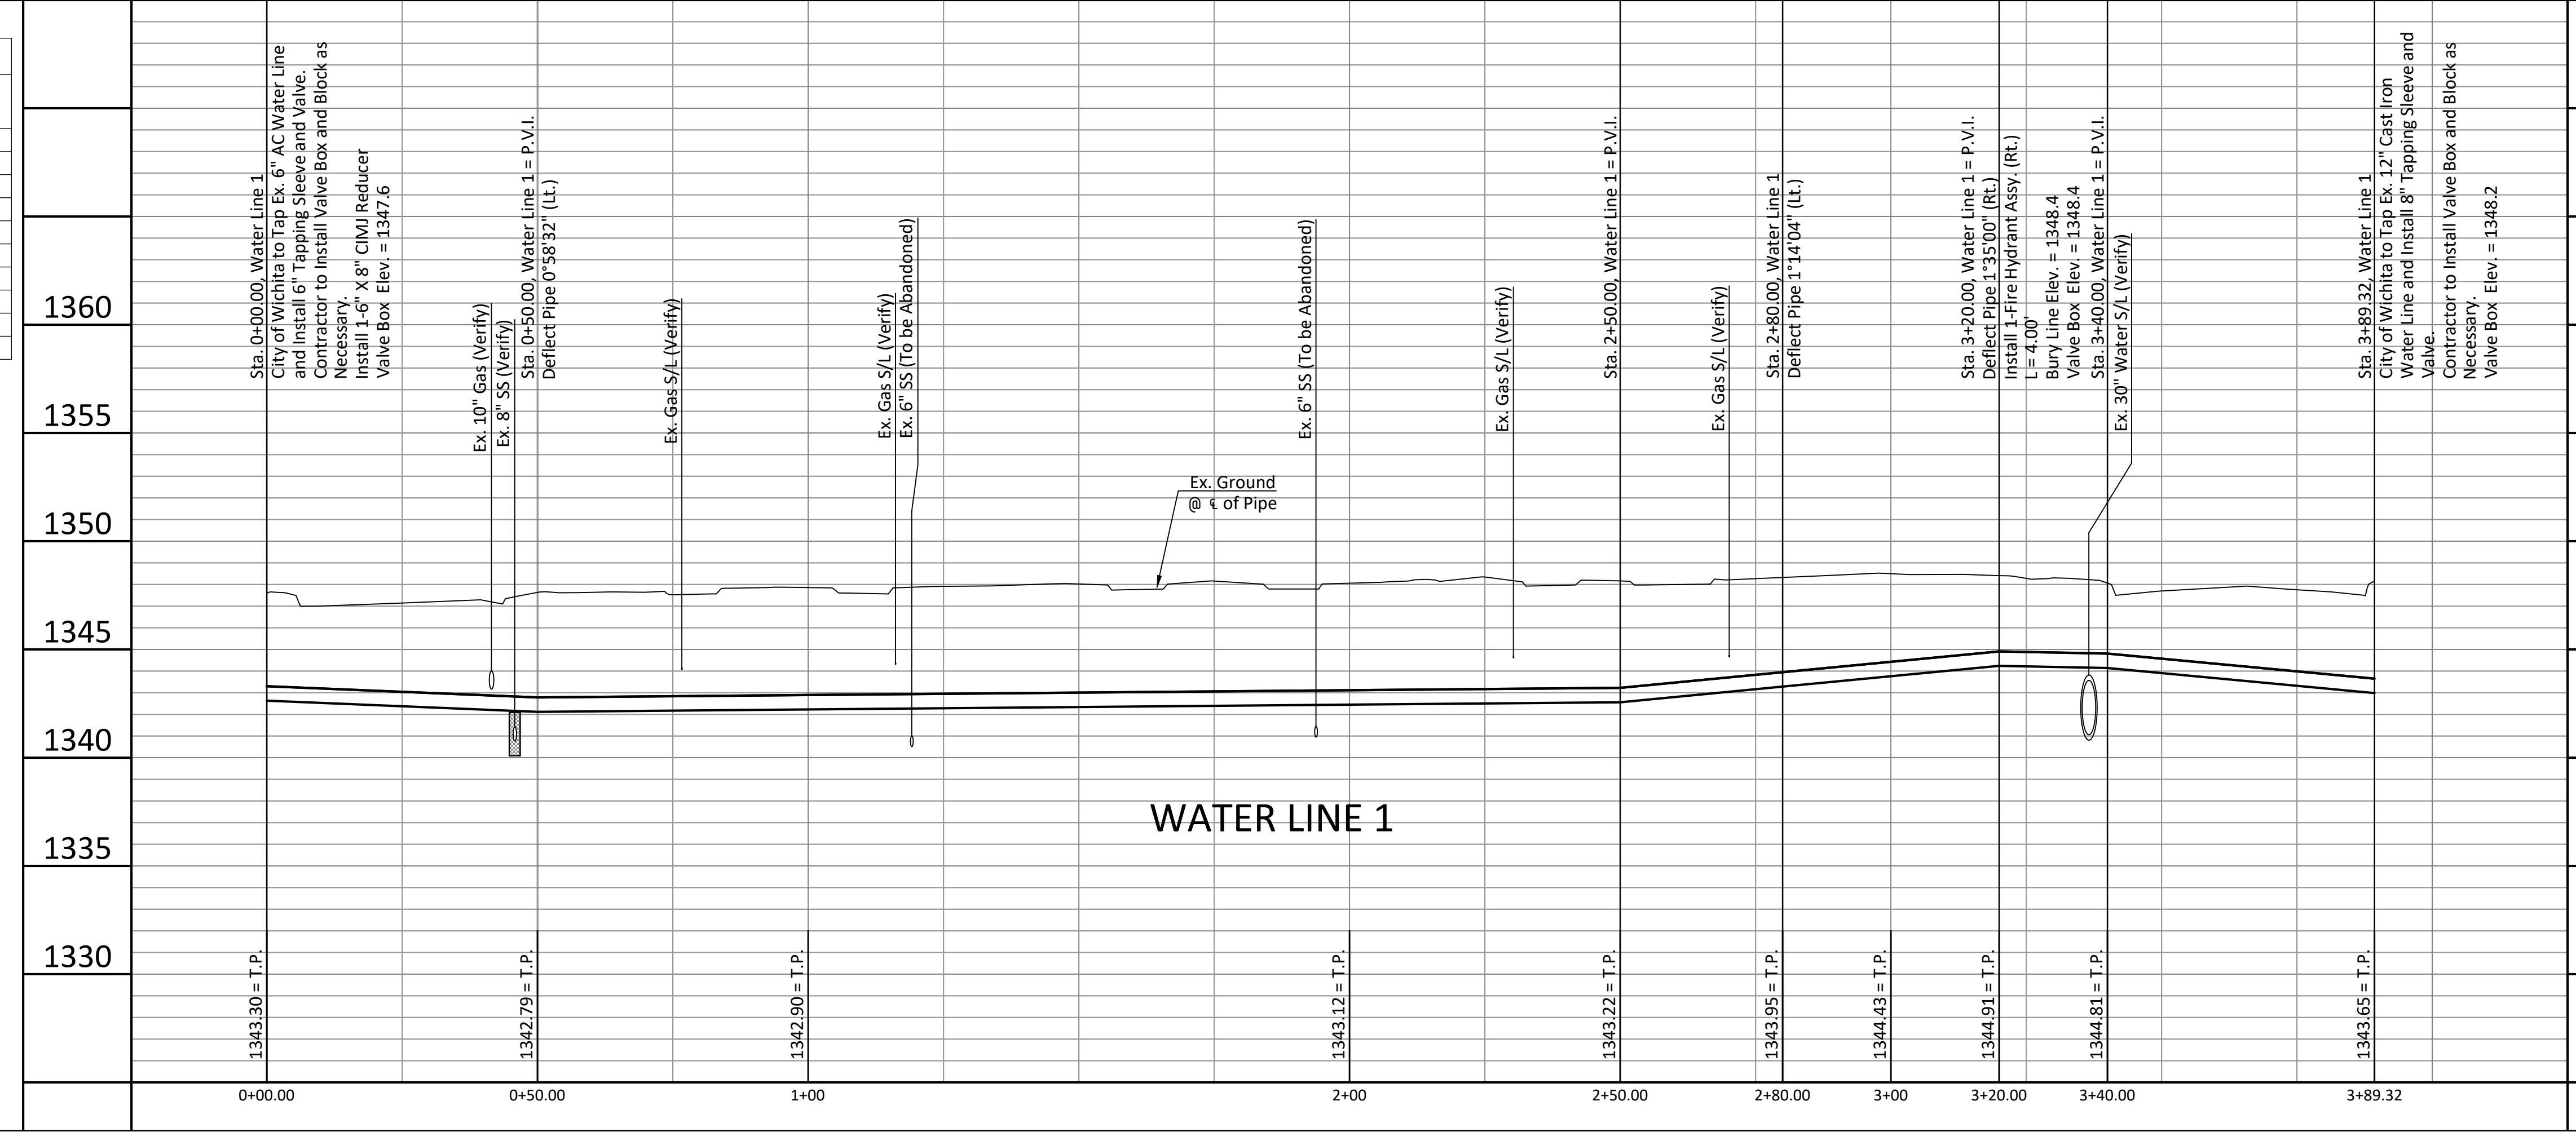 Sta. 0+00.00, Water Line 1
City of Wichita to Tap Ex. 6" AC Water Line
and Install 6" Tapping Sleeve and Valve.
Contractor to Install Valve Box and Block as
Necessary.
Install 1-6" X 8" CIMJ Reducer
Valve Box Elev. = 1347.6
Ex. 10" Gas (Verify)
Ex. 8" SS (Verify)
Sta. 0+50.00, Water Line 1 = P.V.I.
Deflect Pipe 0°58'32" (Lt.)
Ex. Gas S/L (Verify)
Ex. Gas S/L (Verify)
Ex. 6" SS (To be Abandoned)
Ex. 6" SS (To be Abandoned)
Ex. Gas S/L (Verify)
Sta. 2+50.00, Water Line 1 = P.V.I.
Ex. Gas S/L (Verify)
Sta. 2+80.00, Water Line 1
Deflect Pipe 1°14'04" (Lt.)
Sta. 3+20.00, Water Line 1 = P.V.I.
Deflect Pipe 1°35'00" (Rt.)
Install 1-Fire Hydrant Assy. (Rt.)
L= 4.00'
Bury Line Elev. = 1348.4
Valve Box Elev. = 1348.4
Sta. 3+40.00, Water Line 1 = P.V.I.
Ex. 30" Water S/L (Verify)
Sta. 3+89.32, Water Line 1
City of Wichita to Tap Ex. 12" Cast Iron
Water Line and Install 8" Tapping Sleeve and
Valve.
Contractor to Install Valve Box and Block as
Necessary.
Valve Box Elev. = 1348.2
1360
1355
1350
1345
1340
1335
1330
Ex. Ground
@ ℄ of Pipe
WATER LINE 1
1343.30 = T.P.
1342.79 = T.P.
1342.90 = T.P.
1343.12 = T.P.
1343.22 = T.P.
1343.95 = T.P.
1344.43 = T.P.
1344.91 = T.P.
1344.81 = T.P.
1343.65 = T.P.
0+00.00
0+50.00
1+00
2+00
2+50.00
2+80.00
3+00
3+20.00
3+40.00
3+89.32